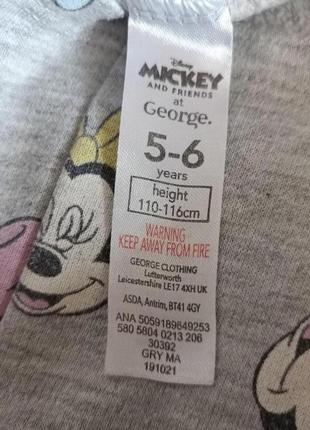 Disney
MICKEY
AND FRIENDS
at
George.
5-6
years
height
110-116cm
WARNING
KEEP AWAY FROM FIRE
GEORGE CLOTHING
Lutterworth
Leicestershire LE17 4XH UK
ASDA, Antrim, BT41 4GY
ANA 5059189649253
580 5804 0213 206
30392
GRY MA
191021